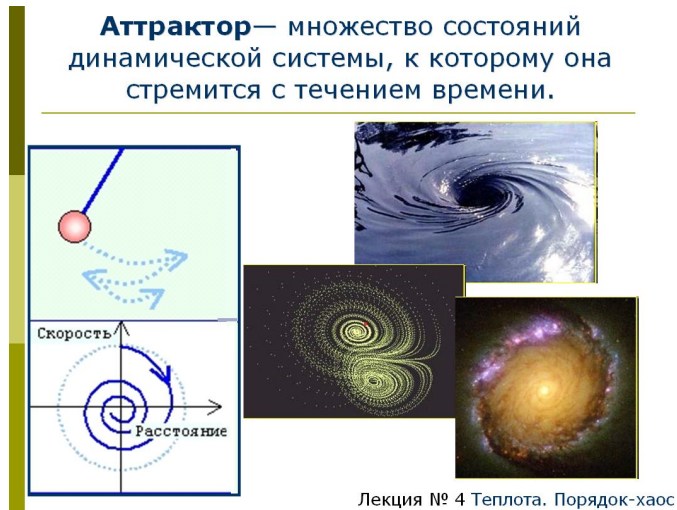 Аттрактор— множество состояний
динамической системы, к которому она
стремится с течением времени.
Скорость
Расстояние
Лекция № 4 Теплота. Порядок-хаос